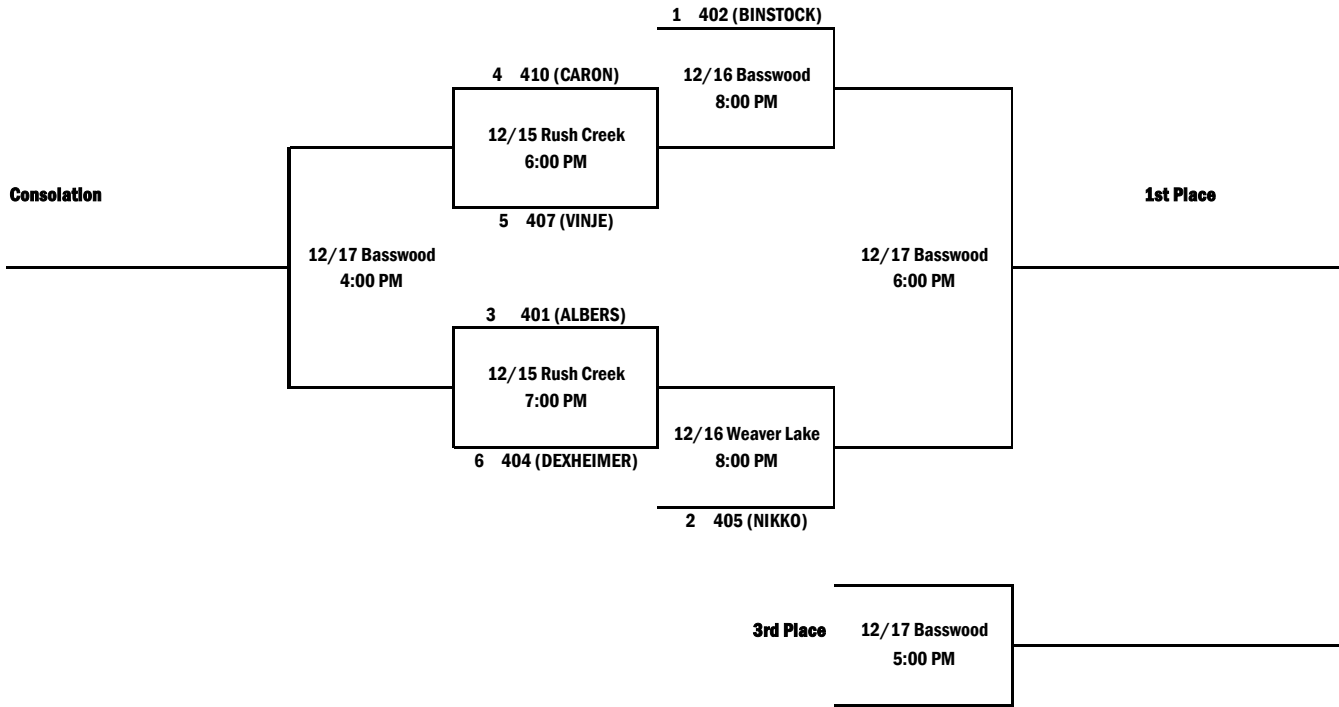 1 402 (BINSTOCK)
4 410 (CARON)
12/16 Basswood
8:00 PM
12/15 Rush Creek
6:00 PM
Consolation
1st Place
5 407 (VINJE)
12/17 Basswood
4:00 PM
12/17 Basswood
6:00 PM
3 401 (ALBERS)
12/15 Rush Creek
7:00 PM
12/16 Weaver Lake
8:00 PM
6 404 (DEXHEIMER)
2 405 (NIKKO)
3rd Place
12/17 Basswood
5:00 PM